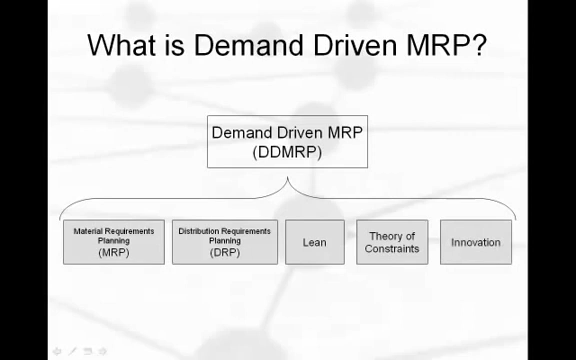 What is Demand Driven MRP?
Demand Driven MRP
(DDMRP)
Material Requirements
Planning
(MRP)
Distribution Requirements
Planning
(DRP)
Lean
Theory of
Constraints
Innovation